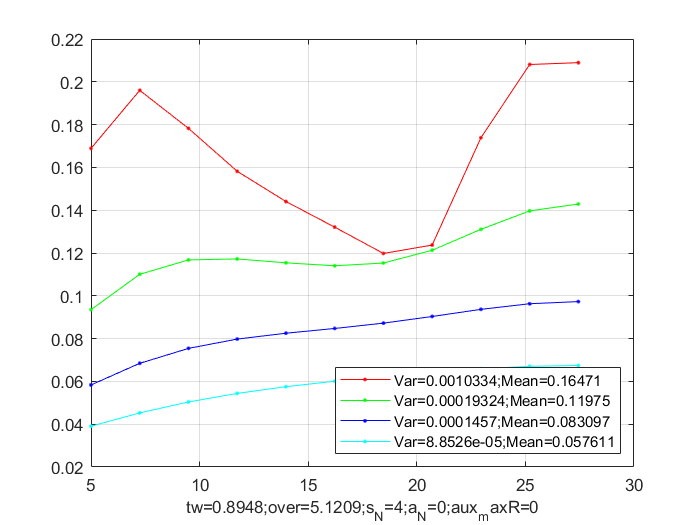 0.22
0.2
0.18
0.16
0.14
0.12
0.1
0.08
0.06
0.04
0.02
Var=0.0010334;Mean=0.16471
Var=0.00019324;Mean=0.11975
Var=0.0001457;Mean=0.083097
Var=8.8526e-05;Mean=0.057611
5 10 15 20 25 30
tw=0.8948;over=5.1209;s_N=4;a_N=0;aux_maxR=0